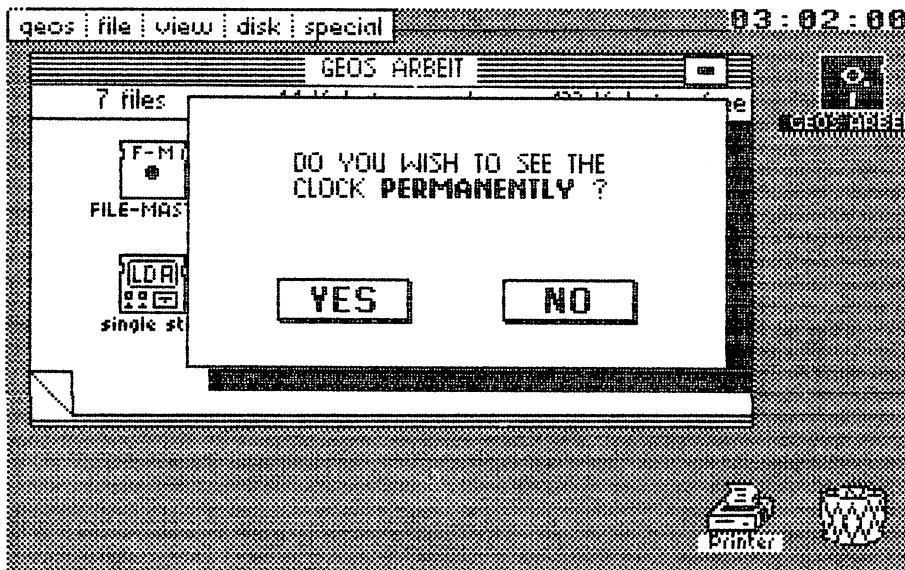 geos file view disk special
03:02:00
GEOS ARBEIT
7 files
F-M
FILE-MAS
LDA
single st
DO YOU WISH TO SEE THE
CLOCK PERMANENTLY ?
YES NO
GEOS ARBEI
Printer